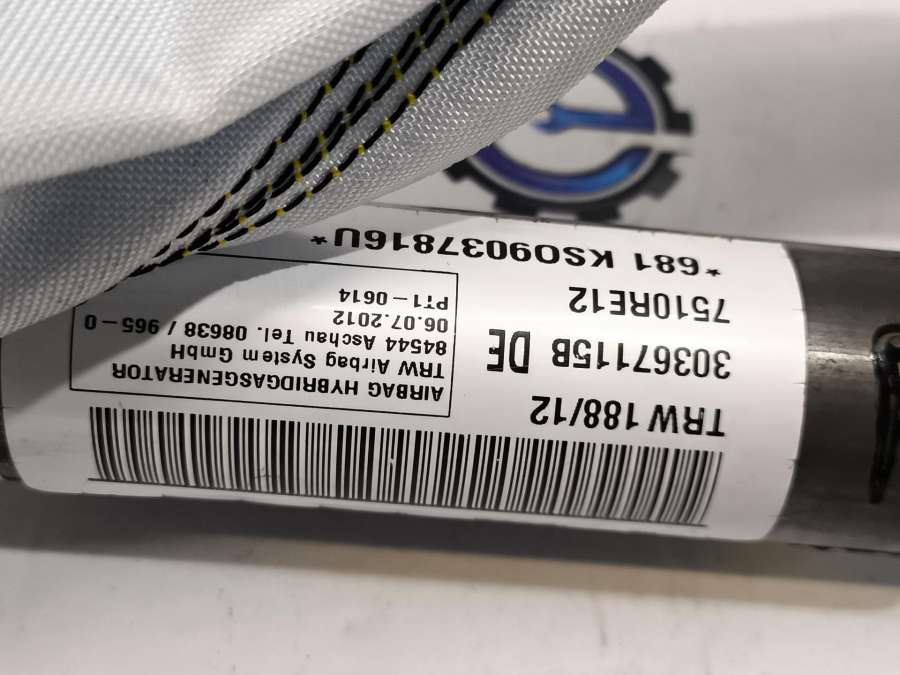 TRW 188/12
30367115B DE
7510RE12
*681 KSO9037816U*
AIRBAG HYBRIDGASGENERATOR
TRW Airbag System GmbH
84544 Aschau Tel. 08638 / 965-0
06.07.2012
PT1-0614